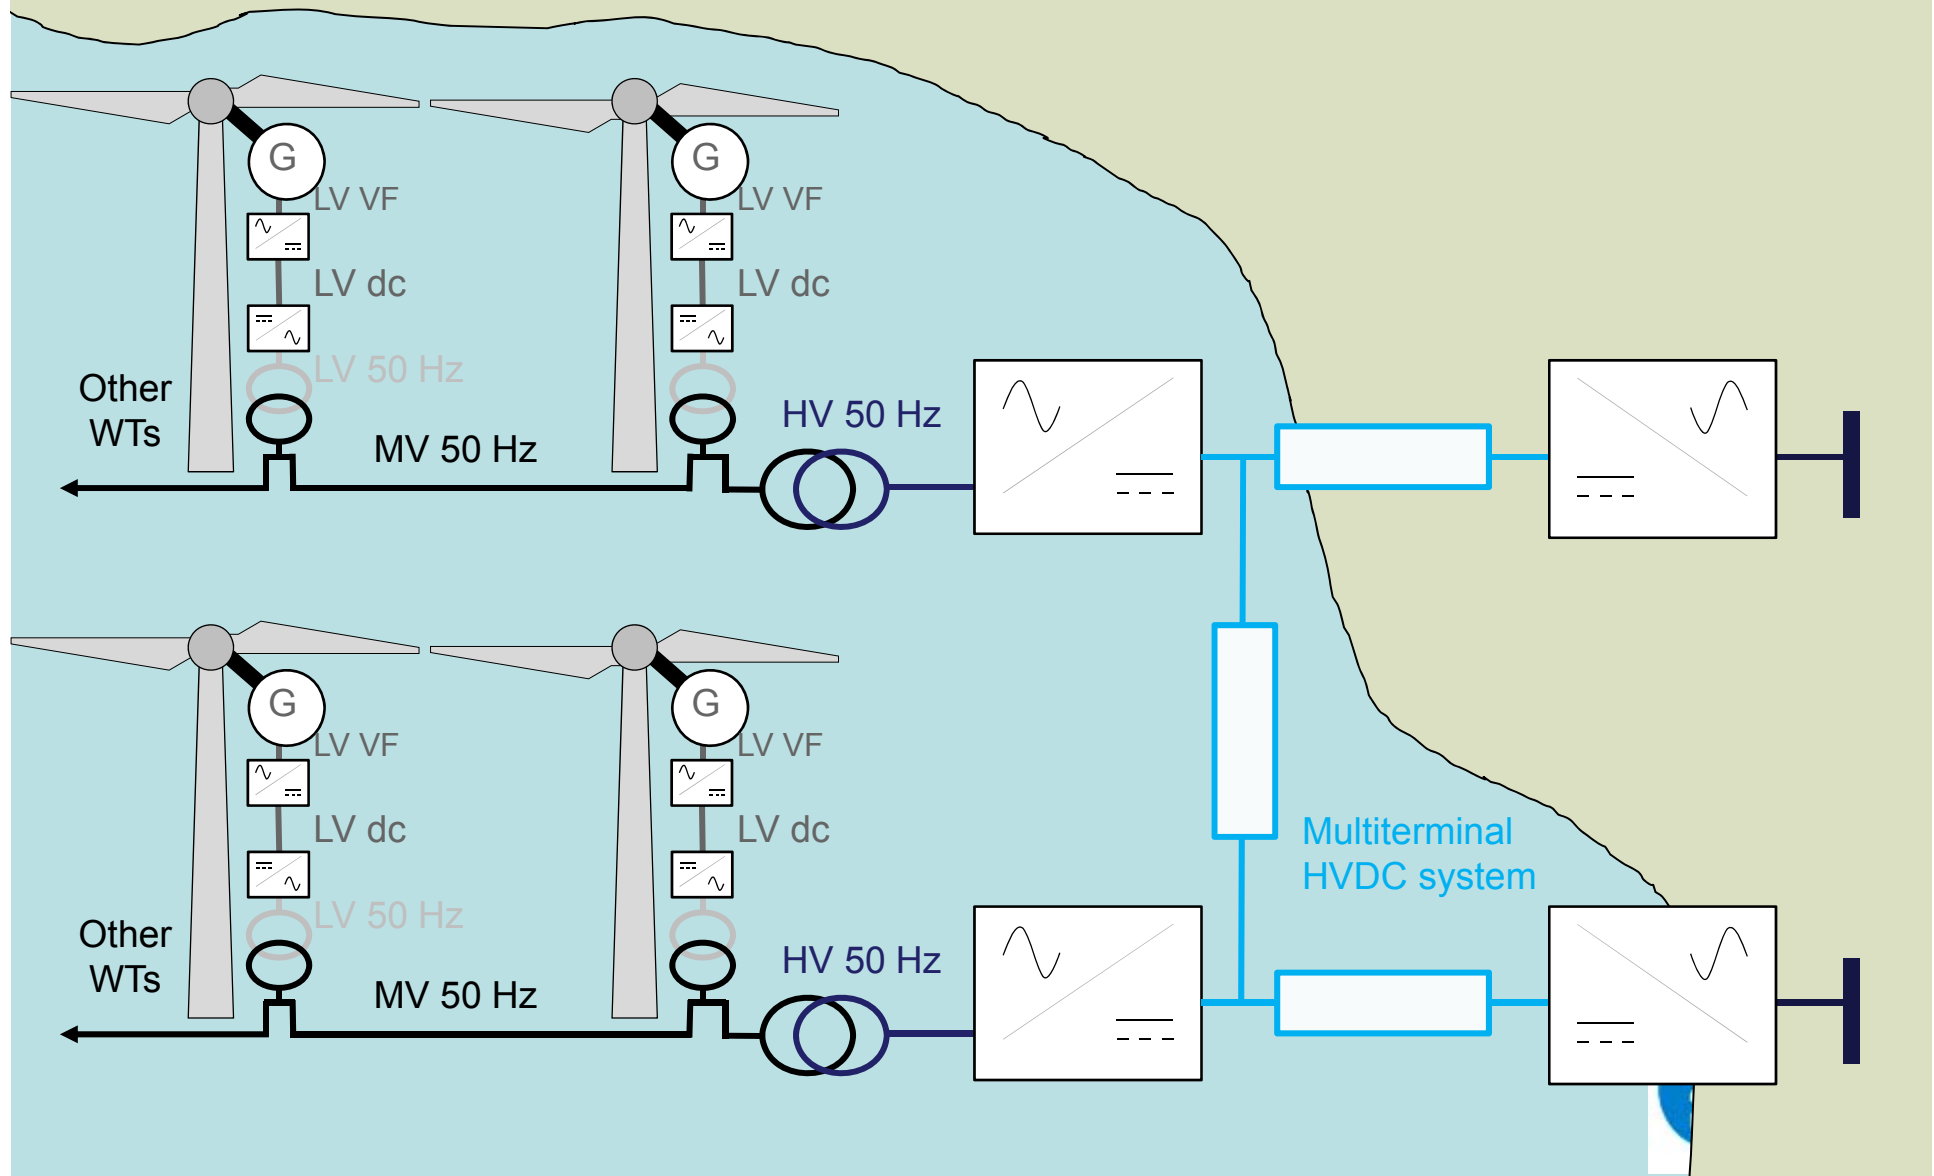 G
G
LV VF
LV VF
LV dc
LV dc
LV 50 Hz
Other
WTs
MV 50 Hz
HV 50 Hz
G
G
LV VF
LV VF
LV dc
LV dc
Multiterminal
HVDC system
LV 50 Hz
Other
WTs
MV 50 Hz
HV 50 Hz